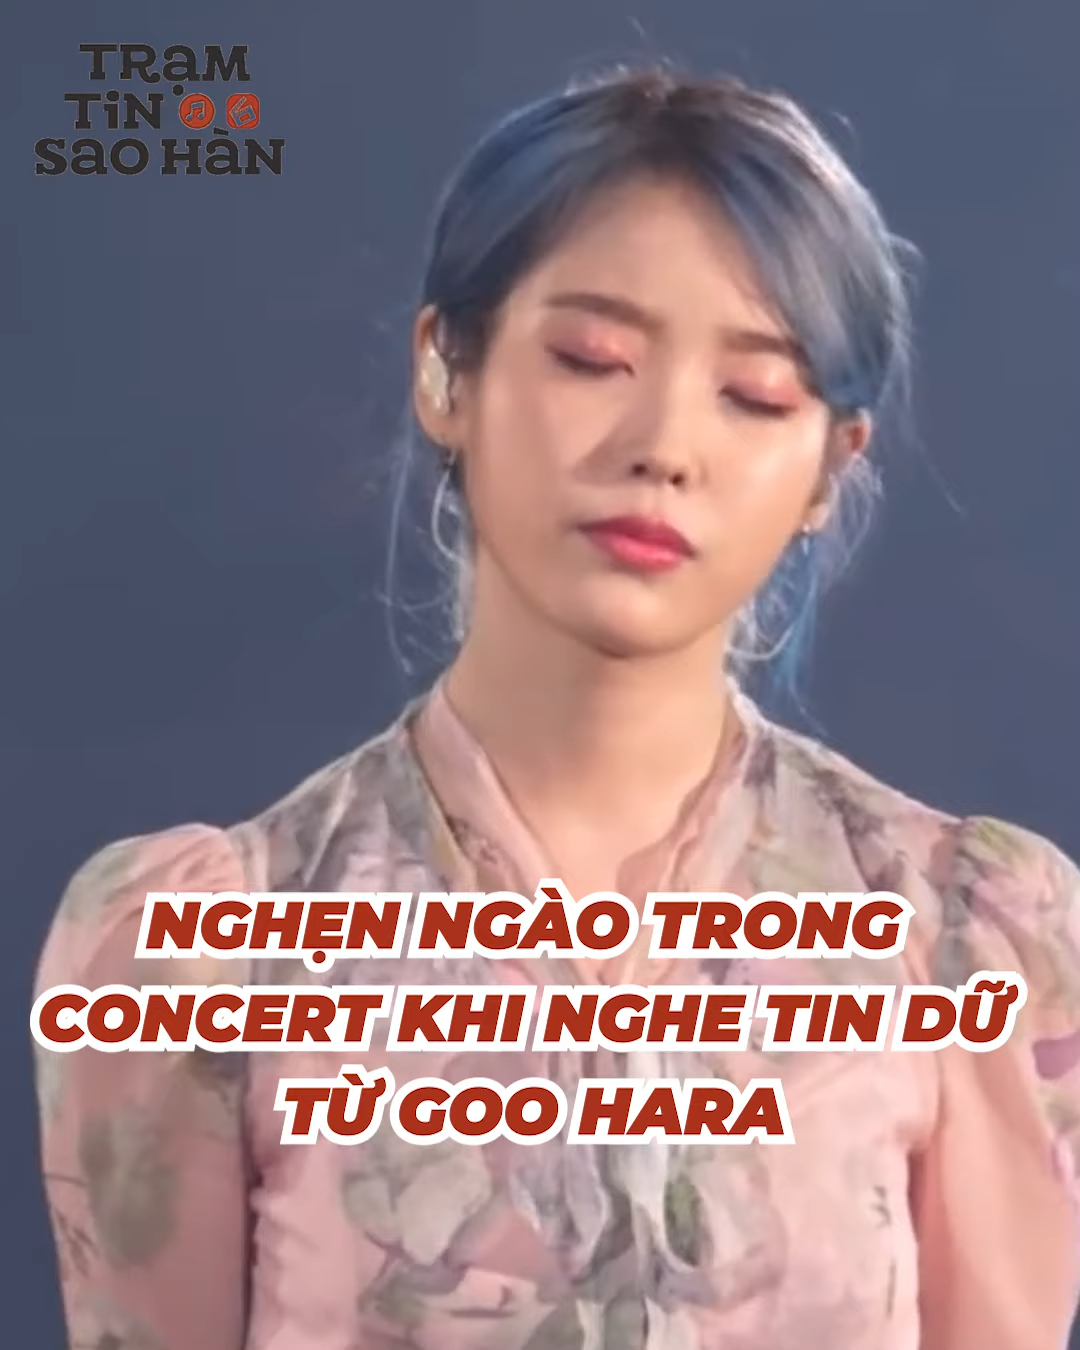 TRẠM
TiN
SaO HÀN
NGHẸN NGÀO TRONG
CONCERT KHI NGHE TIN DỮ
TỪ GOO HARA